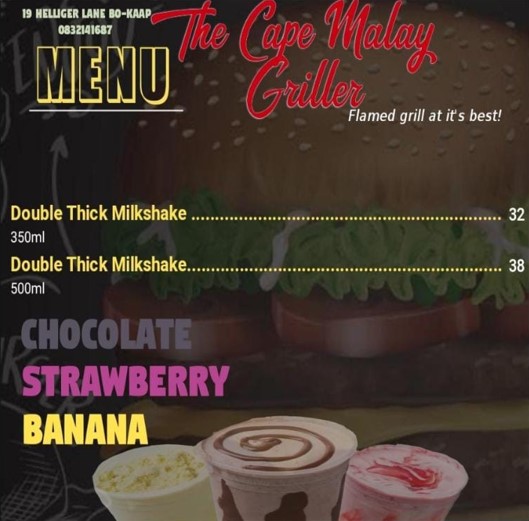 19 HELLIGER LANE BO-KAAP
0832141687
MENU
The Cape Malay
Griller
Flamed grill at it's best!
Double Thick Milkshake ........................................................ 32
350ml
Double Thick Milkshake......................................................... 38
500ml
CHOCOLATE
STRAWBERRY
BANANA